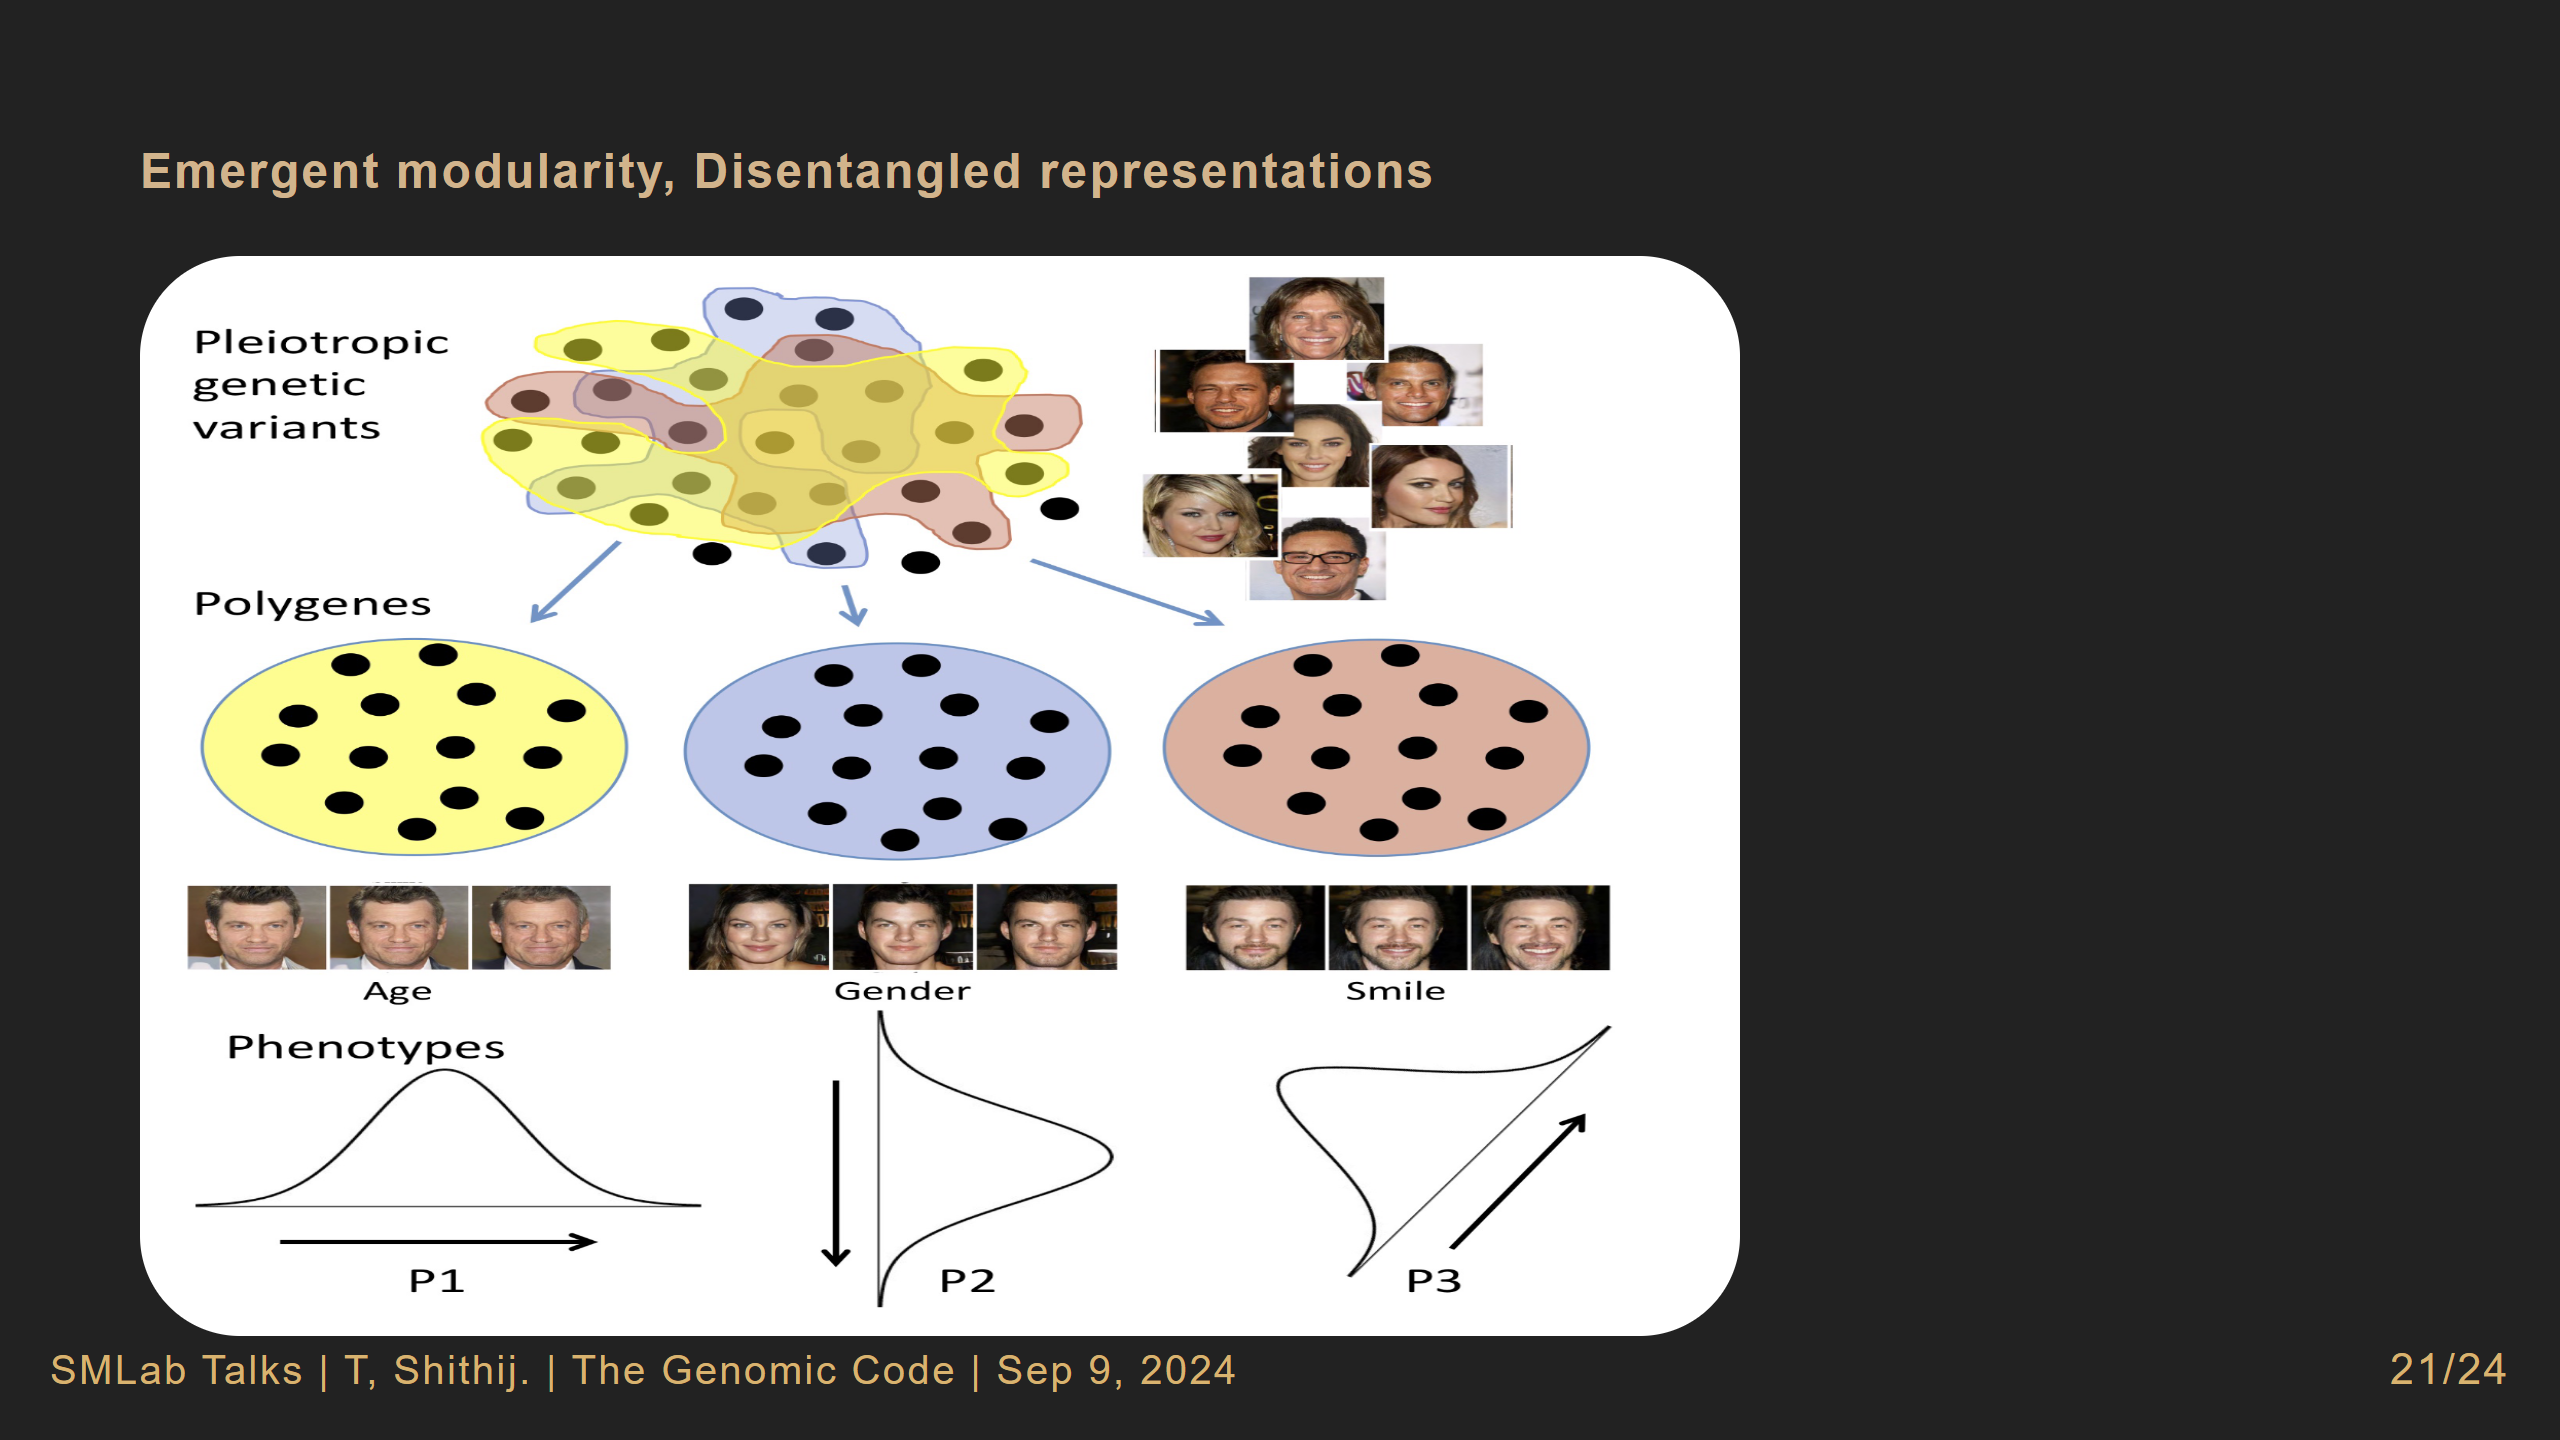 Emergent modularity, Disentangled representations
Pleiotropic
genetic
variants
Polygenes
Age
Gender
Smile
Phenotypes
P1
P2
P3
SMLab Talks | T, Shithij. | The Genomic Code | Sep 9, 2024
21/24